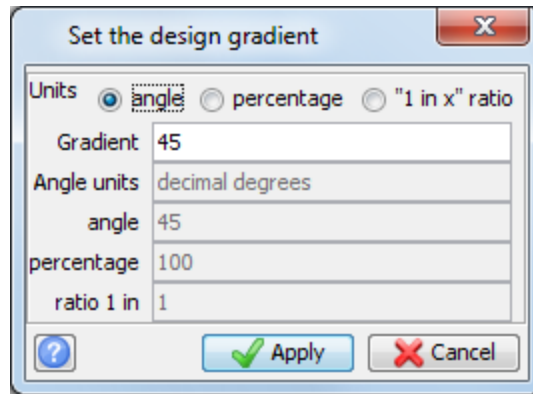 Set the design gradient
Units angle percentage "1 in x" ratio
Gradient 45
Angle units decimal degrees
angle 45
percentage 100
ratio 1 in 1
? Apply Cancel